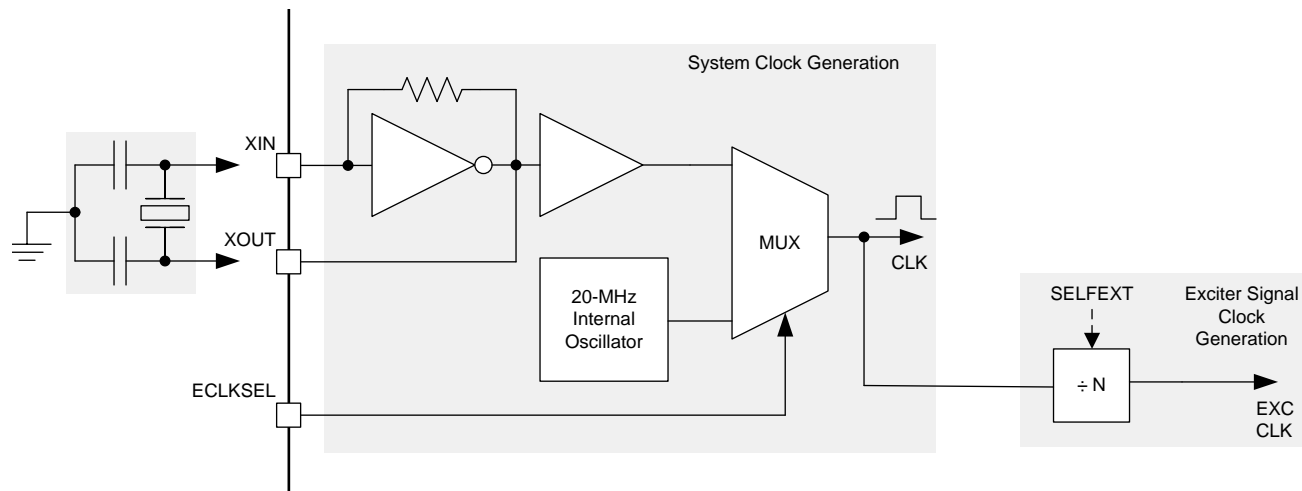 System Clock Generation
XIN
XOUT
MUX
CLK
20-MHz
Internal
Oscillator
ECLKSEL
SELFEXT
Exciter Signal
Clock
Generation
÷ N
EXC
CLK